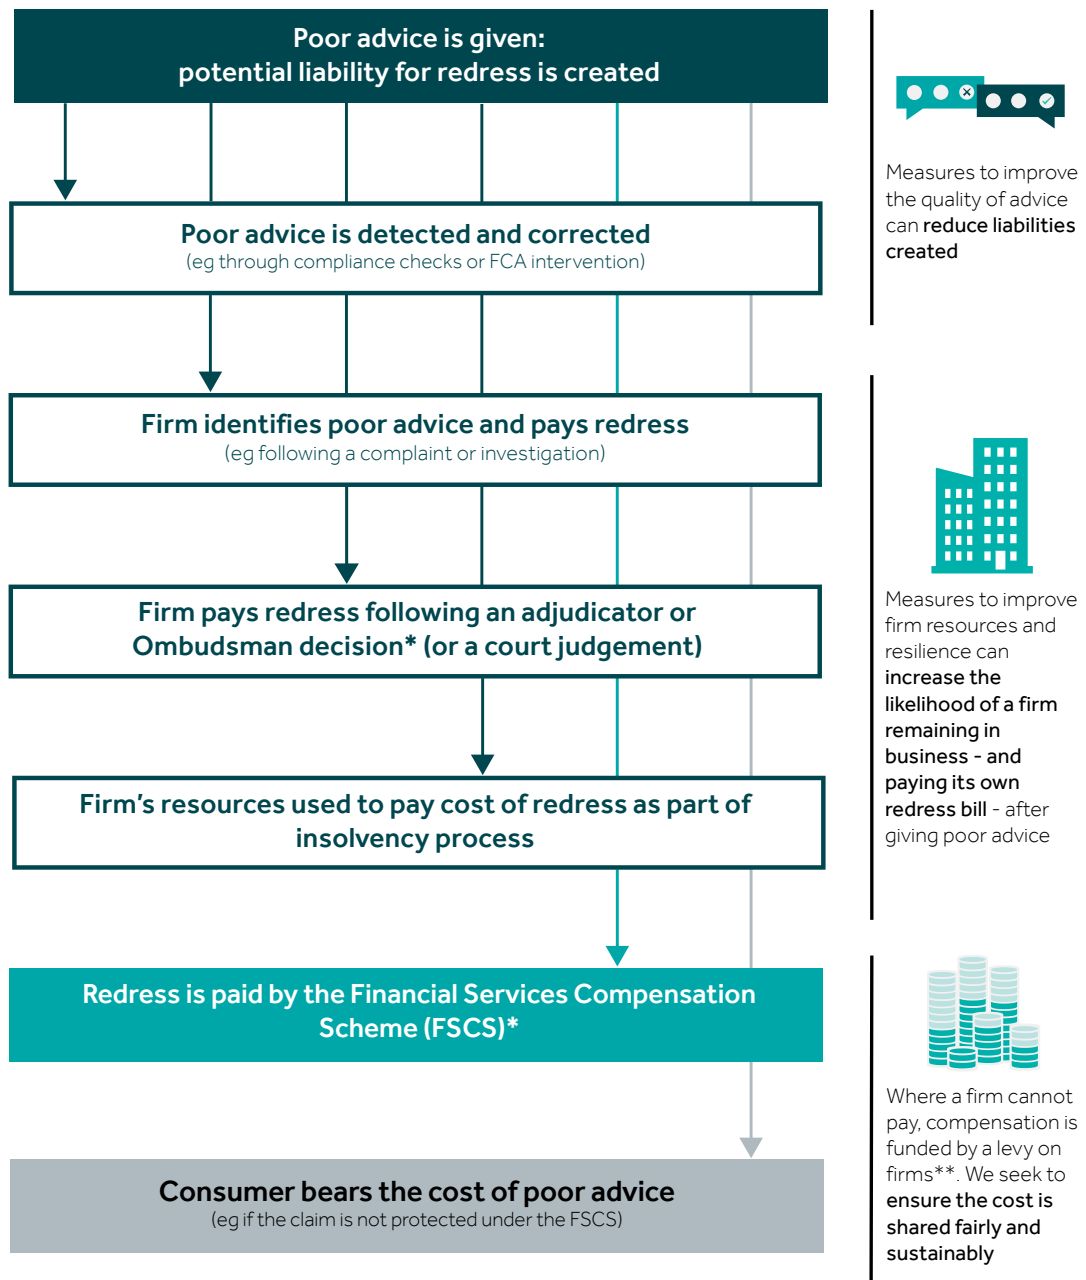 Poor advice is given:
potential liability for redress is created
Measures to improve
the quality of advice
can reduce liabilities
created
Poor advice is detected and corrected
(eg through compliance checks or FCA intervention)
Firm identifies poor advice and pays redress
(eg following a complaint or investigation)
Firm pays redress following an adjudicator or
Ombudsman decision* (or a court judgement)
Firm's resources used to pay cost of redress as part of
insolvency process
Measures to improve
firm resources and
resilience can
increase the
likelihood of a firm
remaining in
business - and
paying its own
redress bill - after
giving poor advice
Redress is paid by the Financial Services Compensation
Scheme (FSCS)*
Consumer bears the cost of poor advice
(eg if the claim is not protected under the FSCS)
Where a firm cannot
pay, compensation is
funded by a levy on
firms**. We seek to
ensure the cost is
shared fairly and
sustainably